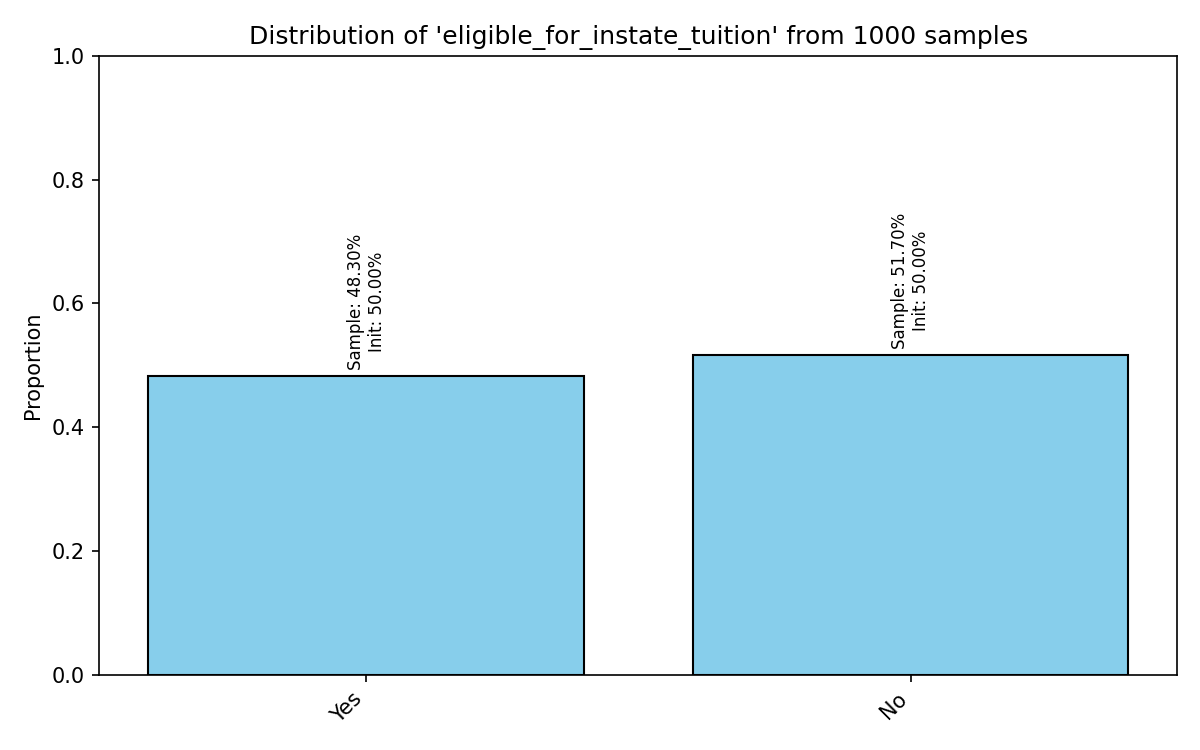 Distribution of 'eligible_for_instate_tuition' from 1000 samples
Proportion
1.0
0.8
0.6
0.4
0.2
0.0
Sample: 48.30%
Init: 50.00%
Sample: 51.70%
Init: 50.00%
Yes
No